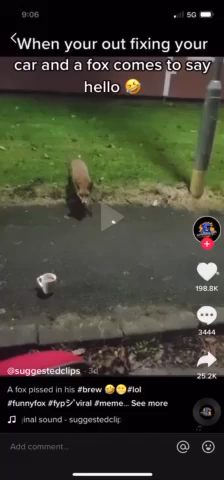 9:06
5G
When your out fixing your
car and a fox comes to say
hello 🤣
198.8K
3444
25.2K
@suggestedclips · 3d
A fox pissed in his #brew 🤣😬#lol
#funnyfox #fypシ゚viral #meme... See more
inal sound - suggestedclip
Add comment...